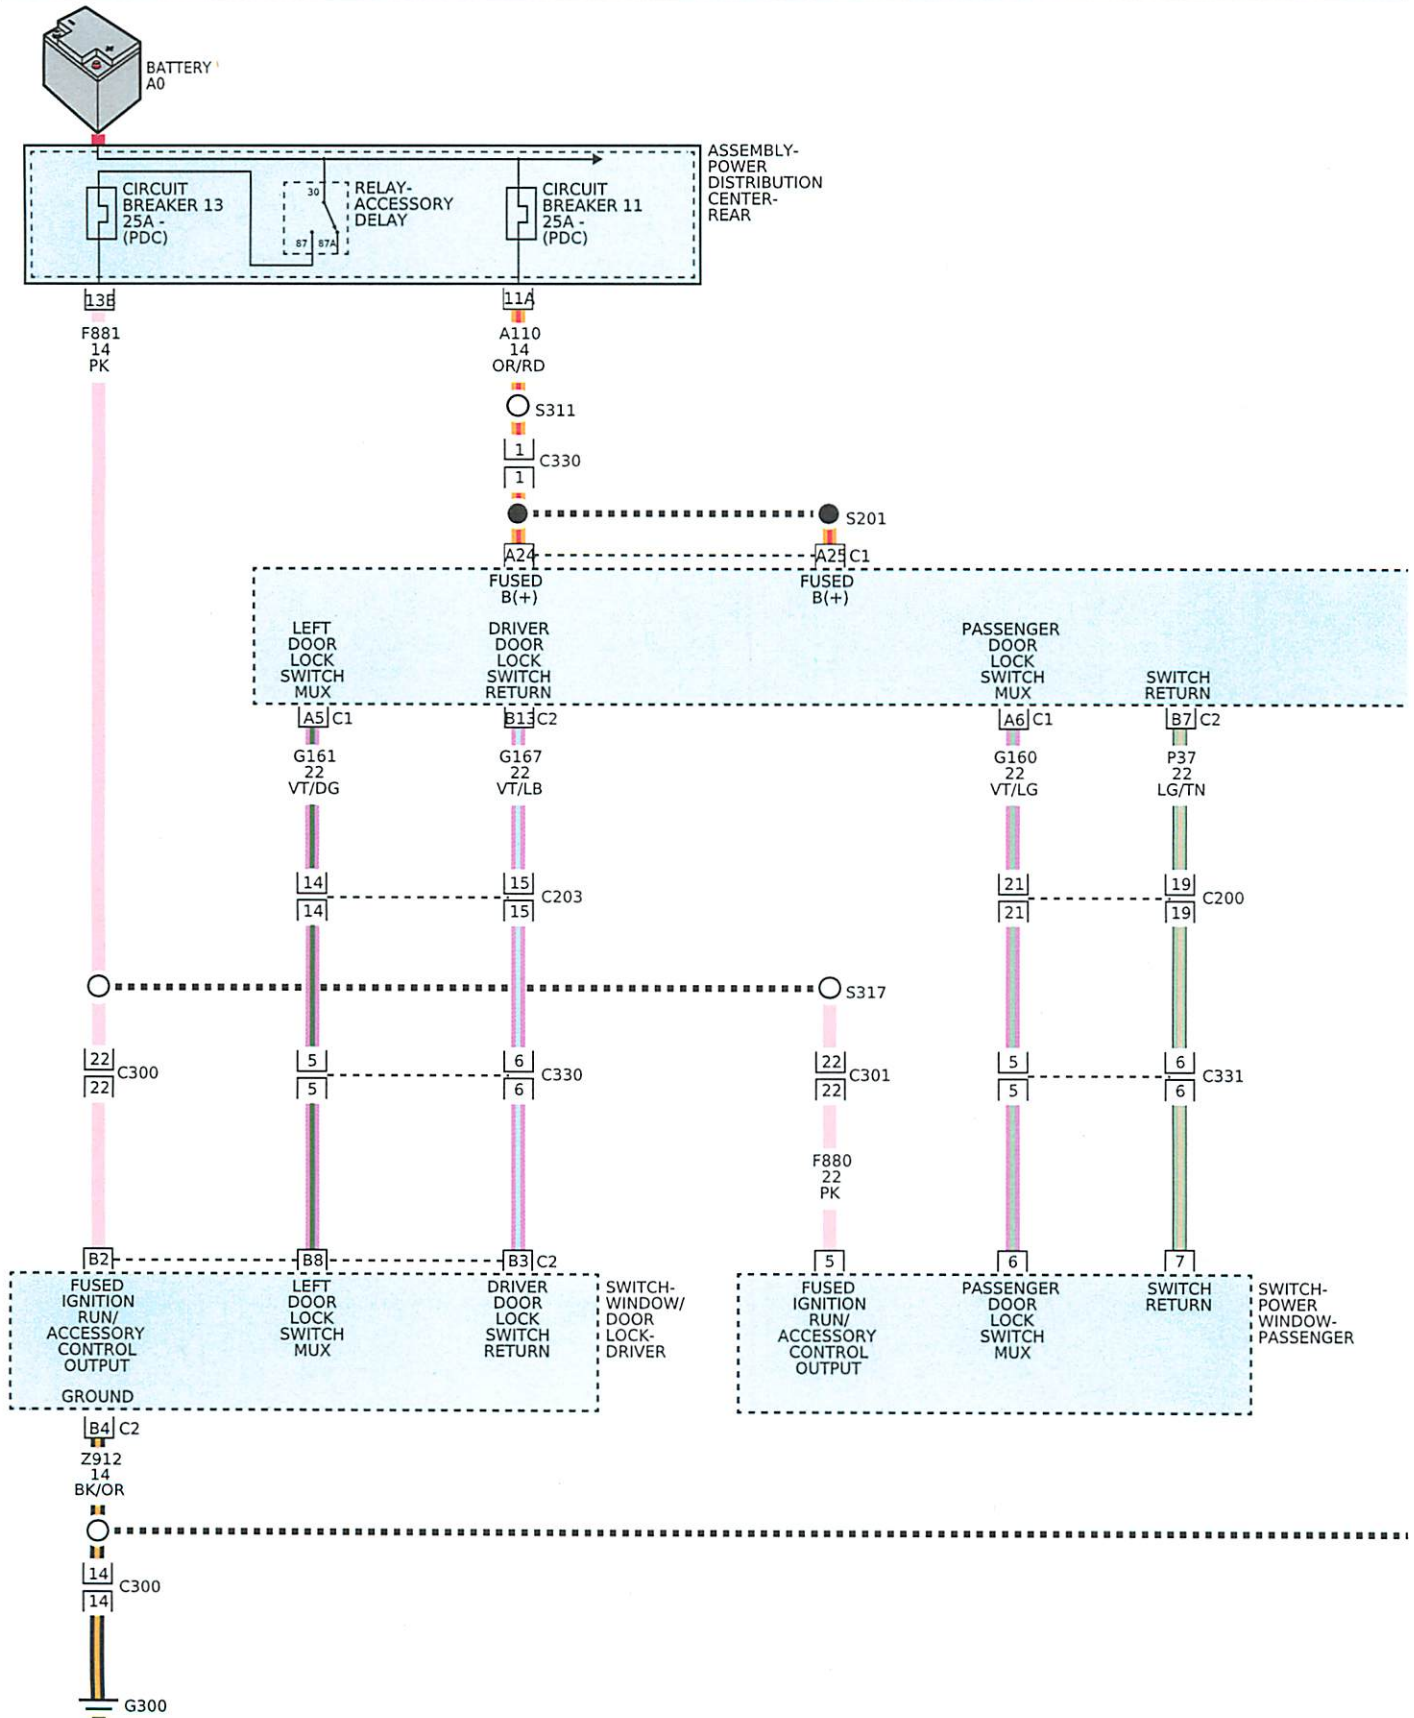 BATTERY
A0
ASSEMBLY-
POWER
DISTRIBUTION
CENTER-
REAR
CIRCUIT
BREAKER 13
25A -
(PDC)
30
87
87A
RELAY-
ACCESSORY
DELAY
CIRCUIT
BREAKER 11
25A -
(PDC)
13E
11A
F881
14
PK
A110
14
OR/RD
S311
1
C330
1
S201
A24
A25
C1
FUSED
B(+)
FUSED
B(+)
LEFT
DOOR
LOCK
SWITCH
MUX
DRIVER
DOOR
LOCK
SWITCH
RETURN
PASSENGER
DOOR
LOCK
SWITCH
MUX
SWITCH
RETURN
A5
C1
B13
C2
A6
C1
B7
C2
G161
22
VT/DG
G167
22
VT/LB
G160
22
VT/LG
P37
22
LG/TN
14
15
C203
14
15
21
19
C200
21
19
S317
22
C300
22
5
6
C330
5
6
22
C301
22
5
6
C331
5
6
F880
22
PK
B2
B8
B3
C2
5
6
7
FUSED
IGNITION
RUN/
ACCESSORY
CONTROL
OUTPUT
LEFT
DOOR
LOCK
SWITCH
MUX
DRIVER
DOOR
LOCK
SWITCH
RETURN
SWITCH-
WINDOW/
DOOR
LOCK-
DRIVER
FUSED
IGNITION
RUN/
ACCESSORY
CONTROL
OUTPUT
PASSENGER
DOOR
LOCK
SWITCH
MUX
SWITCH
RETURN
SWITCH-
POWER
WINDOW-
PASSENGER
GROUND
B4
C2
Z912
14
BK/OR
14
C300
14
G300